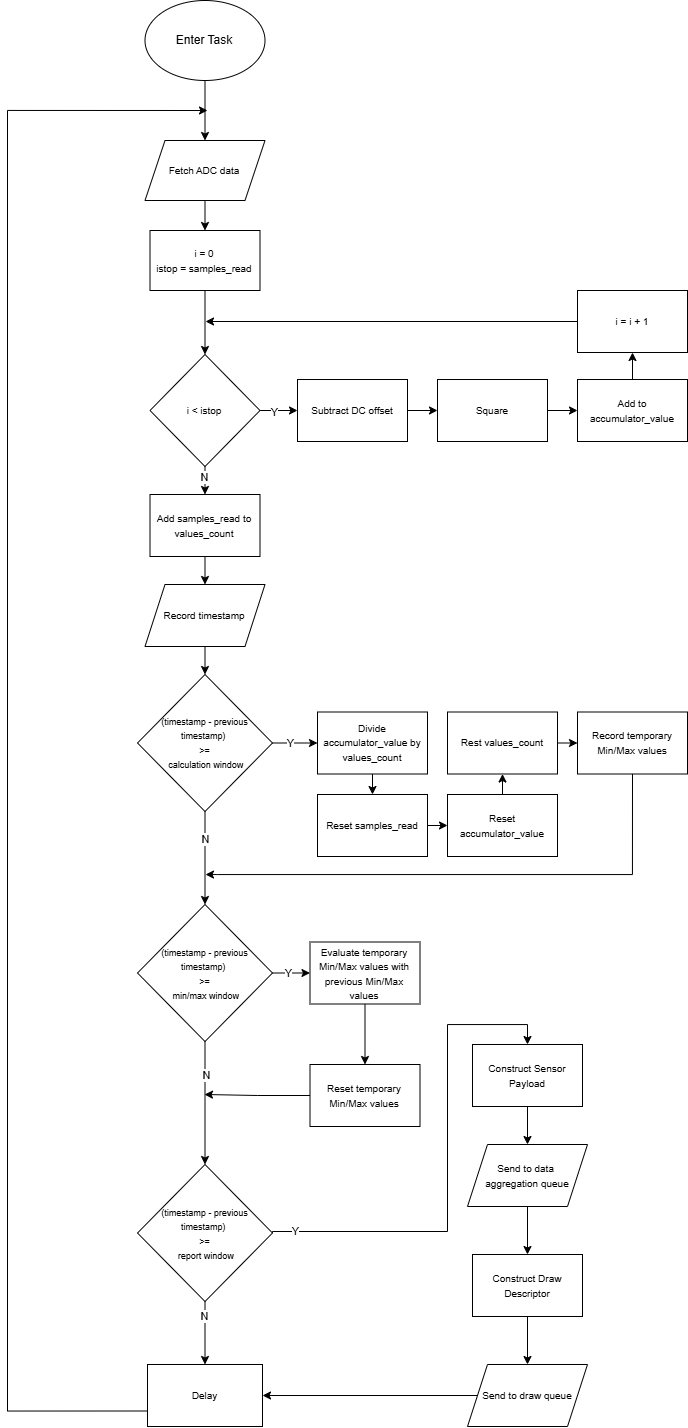 Enter Task
Fetch ADC data
i = 0
istop = samples_read
i = i + 1
i < istop
Y
Subtract DC offset
Square
Add to
accumulator_value
N
Add samples_read to
values_count
Record timestamp
(timestamp - previous
timestamp)
>=
calculation window
Y
Divide
accumulator_value by
values_count
Rest values_count
Record temporary
Min/Max values
Reset samples_read
Reset
accumulator_value
N
(timestamp - previous
timestamp)
>=
min/max window
Y
Evaluate temporary
Min/Max values with
previous Min/Max
values
N
Reset temporary
Min/Max values
Construct Sensor
Payload
Send to data
aggregation queue
(timestamp - previous
timestamp)
>=
report window
Y
Construct Draw
Descriptor
N
Delay
Send to draw queue